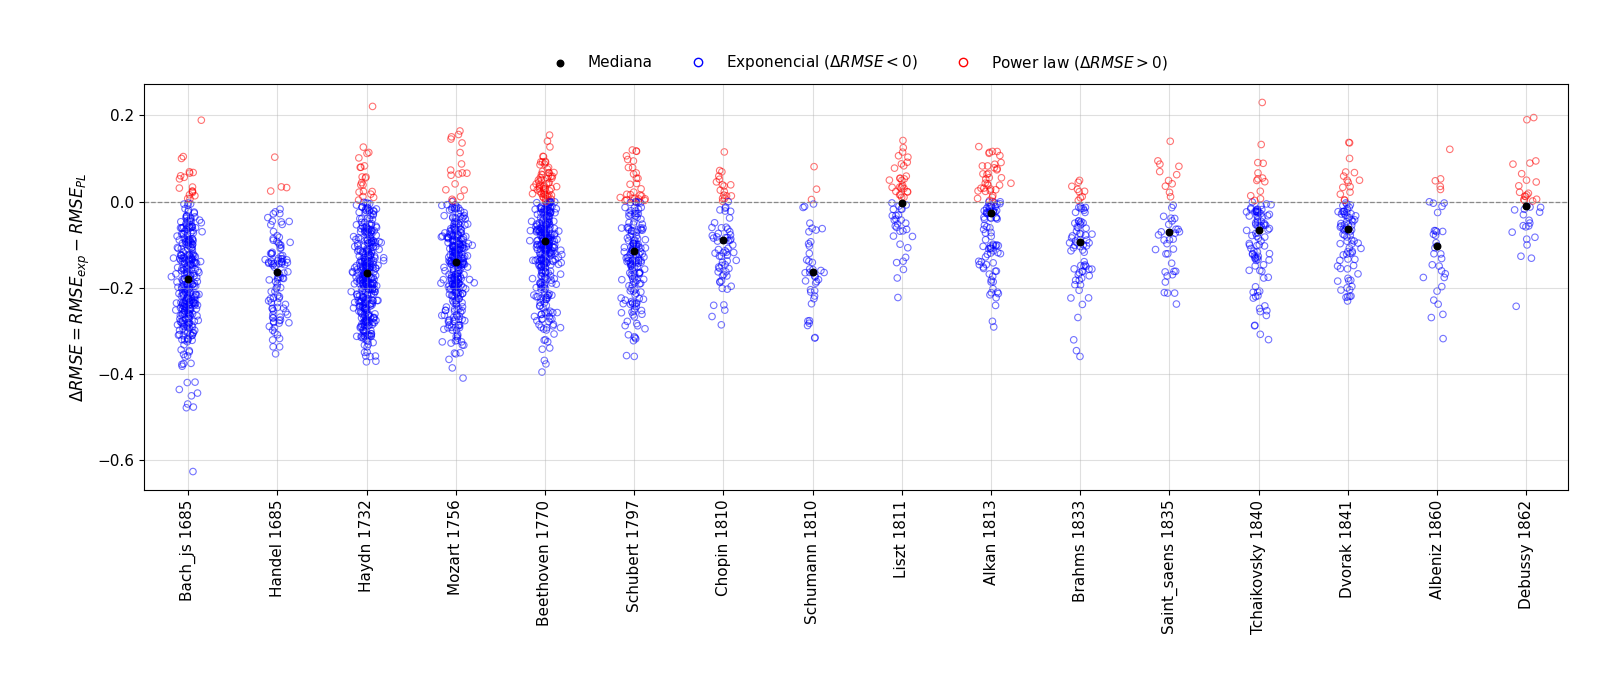 Mediana
Exponencial (ΔRMSE < 0)
Power law (ΔRMSE > 0)
ΔRMSE = RMSE_exp − RMSE_PL
0.2
0.0
−0.2
−0.4
−0.6
Bach_js 1685
Handel 1685
Haydn 1732
Mozart 1756
Beethoven 1770
Schubert 1797
Chopin 1810
Schumann 1810
Liszt 1811
Alkan 1813
Brahms 1833
Saint_saens 1835
Tchaikovsky 1840
Dvorak 1841
Albeniz 1860
Debussy 1862